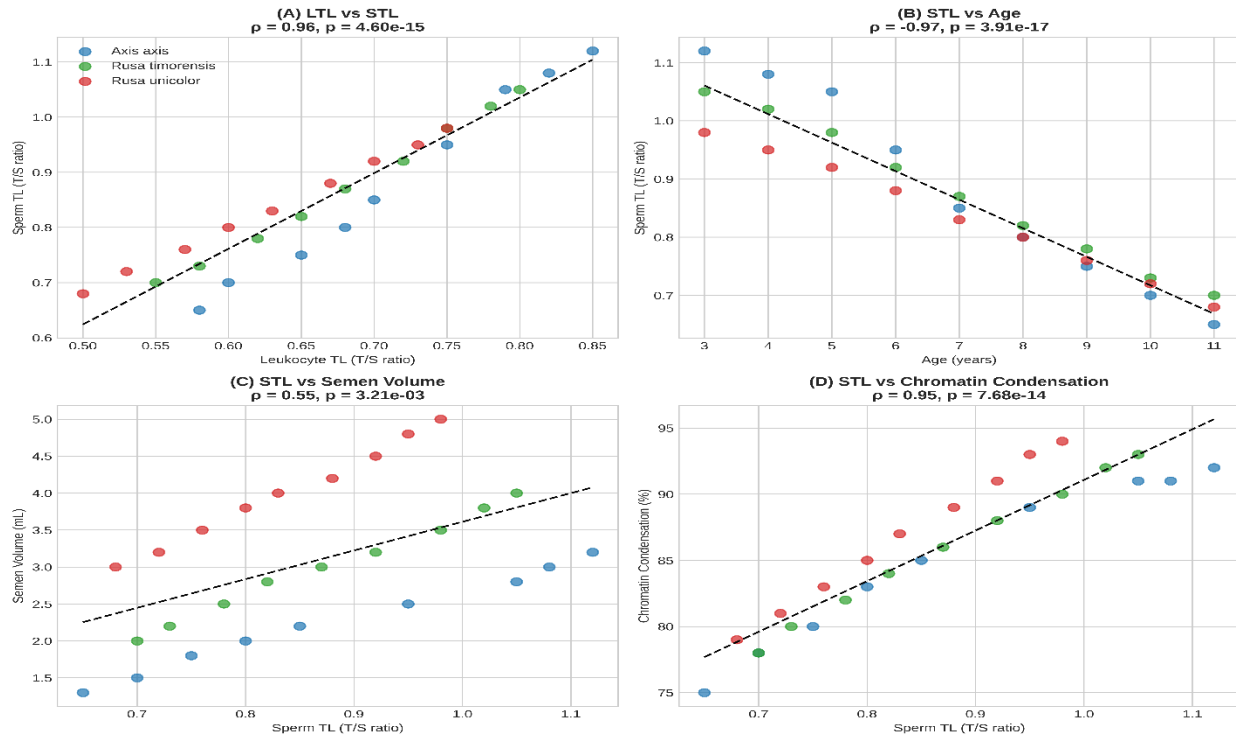 (A) LTL vs STL
ρ = 0.96, p = 4.60e-15
Axis axis
Rusa timorensis
Rusa unicolor
Sperm TL (T/S ratio)
1.1
1.0
0.9
0.8
0.7
0.6
0.50 0.55 0.60 0.65 0.70 0.75 0.80 0.85
Leukocyte TL (T/S ratio)
(B) STL vs Age
ρ = -0.97, p = 3.91e-17
Sperm TL (T/S ratio)
1.1
1.0
0.9
0.8
0.7
3 4 5 6 7 8 9 10 11
Age (years)
(C) STL vs Semen Volume
ρ = 0.55, p = 3.21e-03
Semen Volume (mL)
5.0
4.5
4.0
3.5
3.0
2.5
2.0
1.5
0.7 0.8 0.9 1.0 1.1
Sperm TL (T/S ratio)
(D) STL vs Chromatin Condensation
ρ = 0.95, p = 7.68e-14
Chromatin Condensation (%)
95
90
85
80
75
0.7 0.8 0.9 1.0 1.1
Sperm TL (T/S ratio)